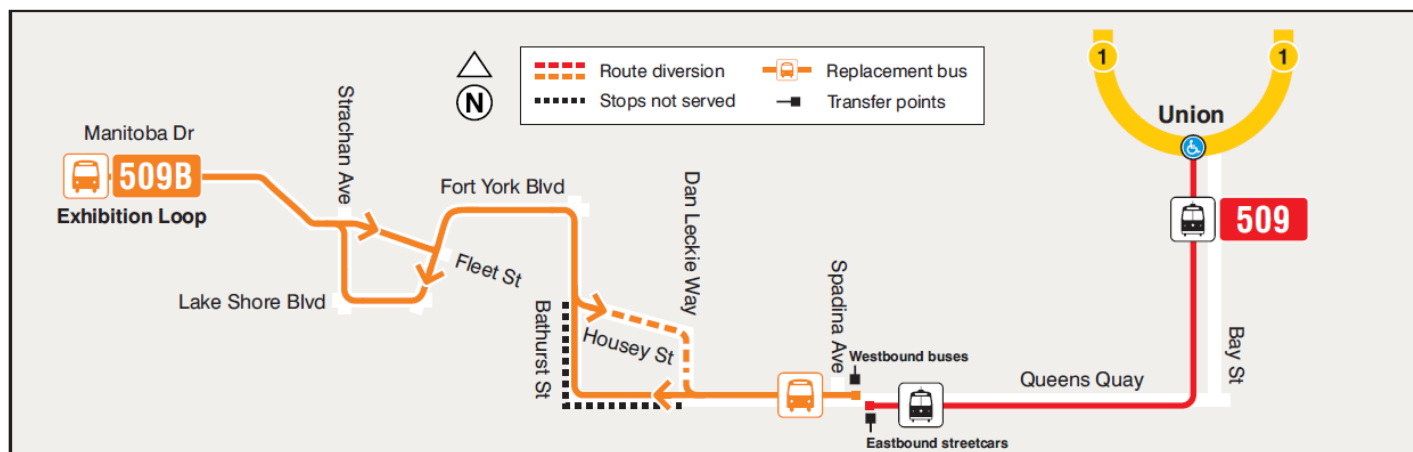 1
1
Route diversion
Replacement bus
Stops not served
Transfer points
N
Union
Strachan Ave
Manitoba Dr
509B
Exhibition Loop
Fort York Blvd
Dan Leckie Way
509
Fleet St
Lake Shore Blvd
Spadina Ave
Bathurst St
Housey St
Westbound buses
Bay St
Queens Quay
Eastbound streetcars